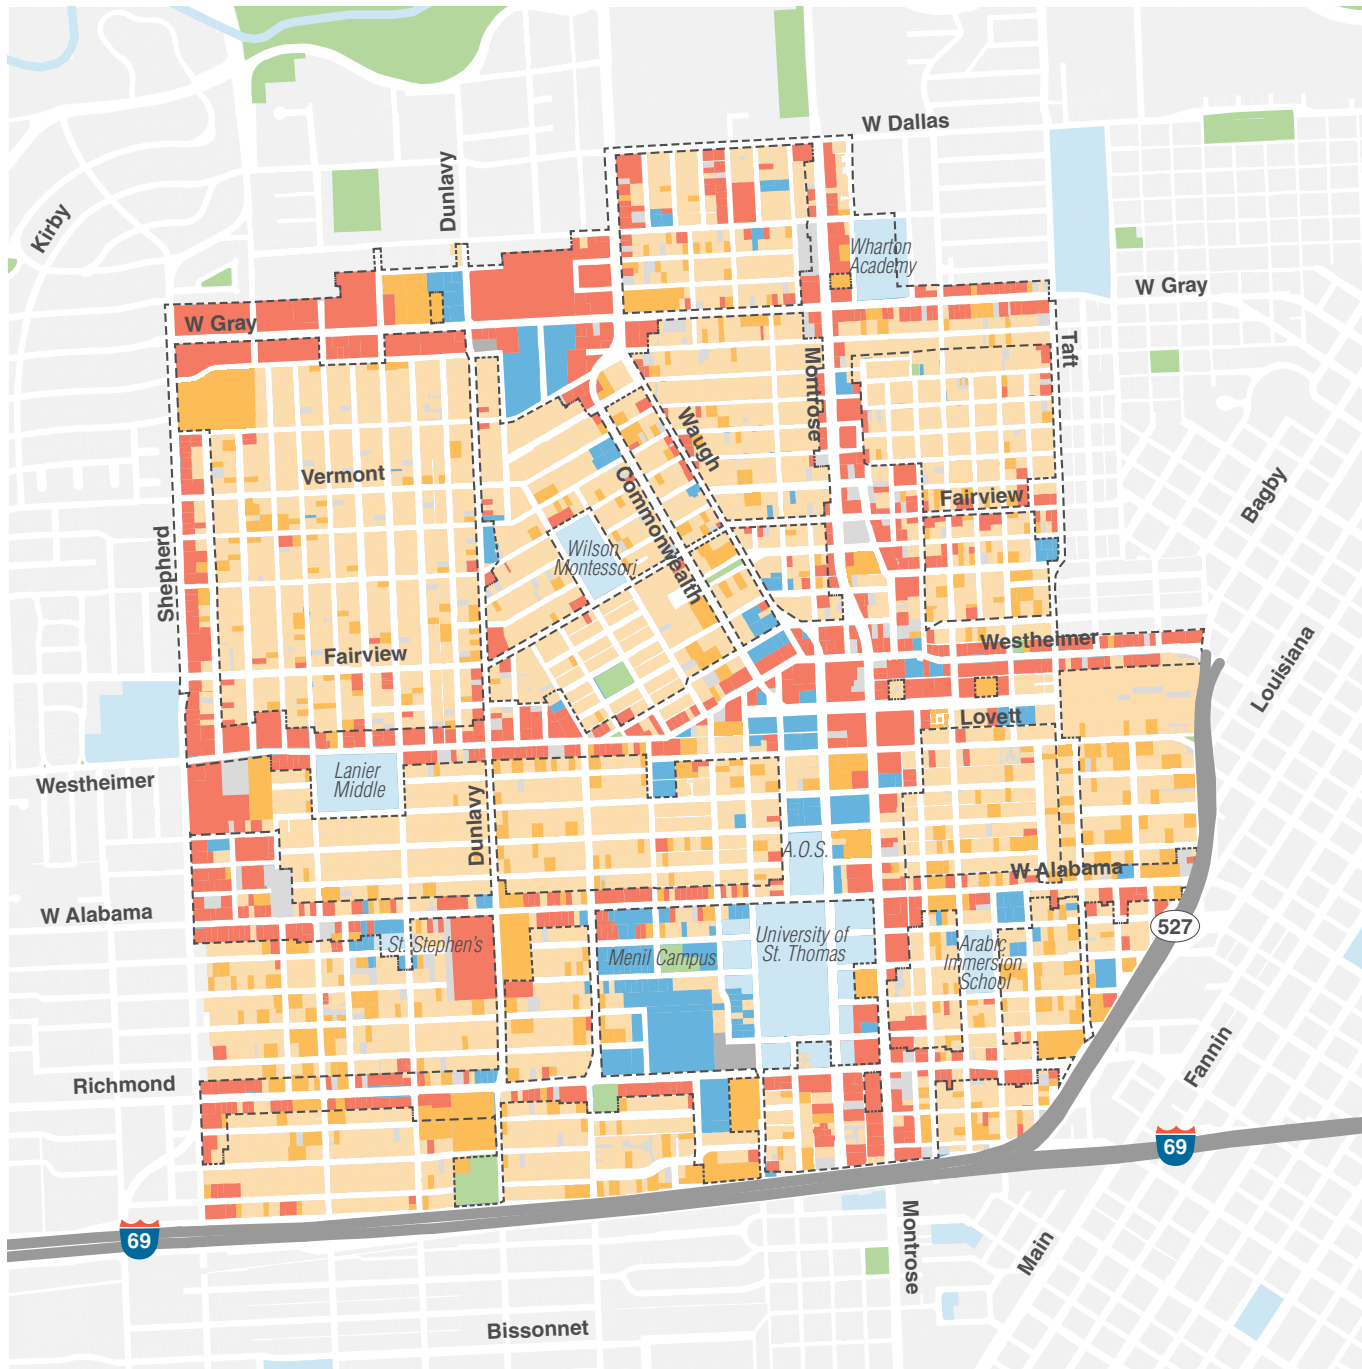 W Dallas
Dunlavy
Kirby
Wharton
Academy
W Gray
W Gray
Taft
Montrose
Waugh
Vermont
Commonwealth
Bagby
Fairview
Shepherd
Wilson
Montessori
Westheimer
Fairview
Louisiana
Lovett
Lanier
Middle
Westheimer
Dunlavy
A.O.S.
W Alabama
W Alabama
527
St. Stephen's
Menil Campus
University of
St. Thomas
Arabic
Immersion
School
Fannin
Richmond
69
69
Montrose
Main
Bissonnet